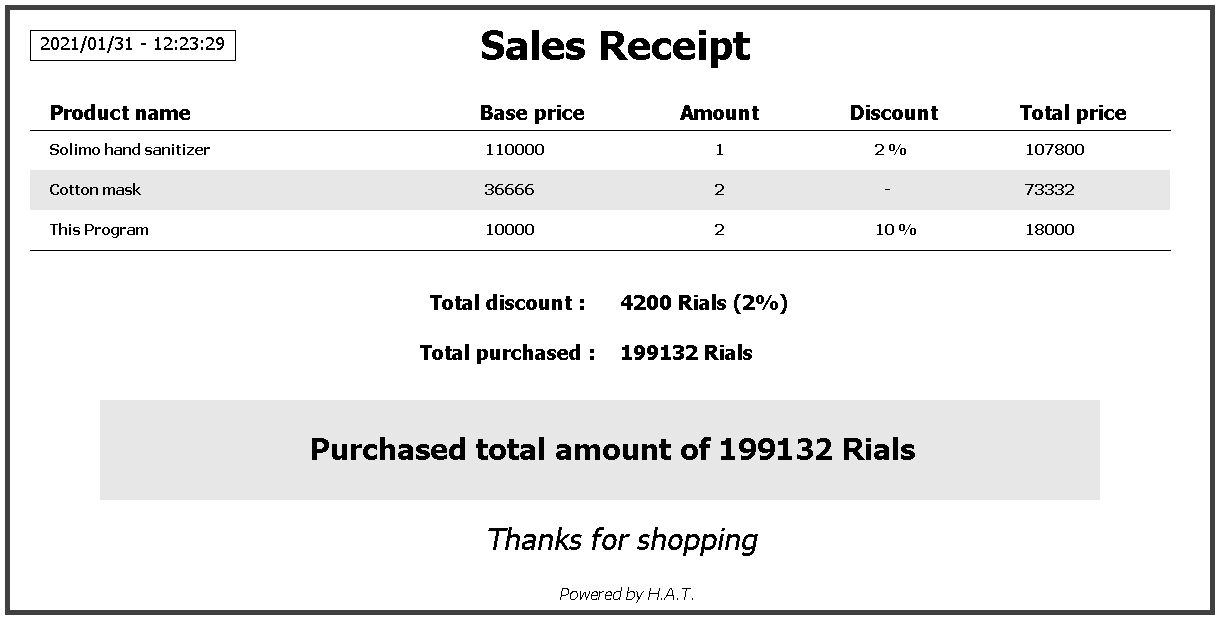 2021/01/31 - 12:23:29
Sales Receipt
Product name Base price Amount Discount Total price
Solimo hand sanitizer 110000 1 2 % 107800
Cotton mask 36666 2 - 73332
This Program 10000 2 10 % 18000
Total discount : 4200 Rials (2%)
Total purchased : 199132 Rials
Purchased total amount of 199132 Rials
Thanks for shopping
Powered by H.A.T.